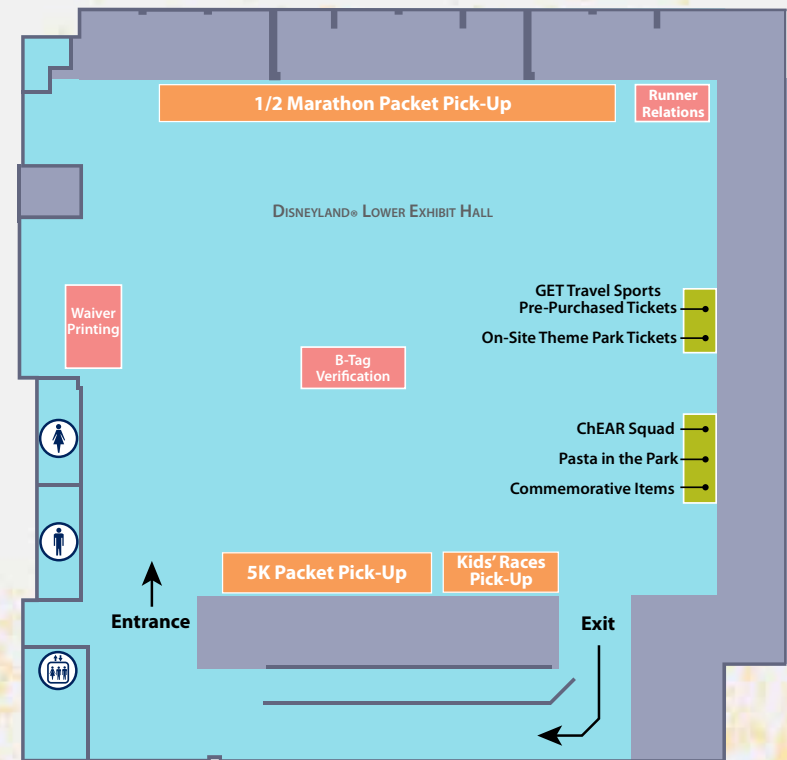 1/2 Marathon Packet Pick-Up
Runner
Relations
DISNEYLAND® LOWER EXHIBIT HALL
Waiver
Printing
GET Travel Sports
Pre-Purchased Tickets
On-Site Theme Park Tickets
B-Tag
Verification
ChEAR Squad
Pasta in the Park
Commemorative Items
5K Packet Pick-Up
Kids' Races
Pick-Up
Entrance
Exit